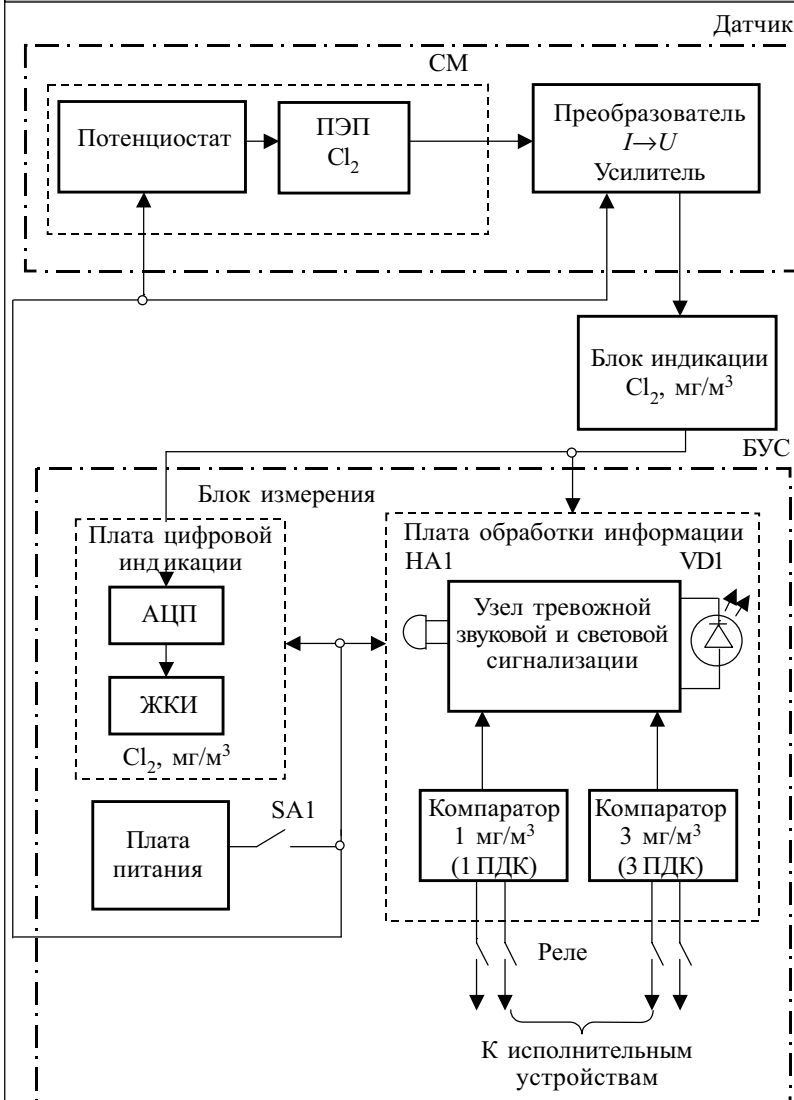 Датчик
СМ
Потенциостат
ПЭП
Cl₂
Преобразователь
I→U
Усилитель
Блок индикации
Cl₂, мг/м³
БУС
Блок измерения
Плата цифровой
индикации
АЦП
ЖКИ
Cl₂, мг/м³
Плата обработки информации
HA1
VD1
Узел тревожной
звуковой и световой
сигнализации
SA1
Плата
питания
Компаратор
1 мг/м³
(1 ПДК)
Компаратор
3 мг/м³
(3 ПДК)
Реле
К исполнительным
устройствам